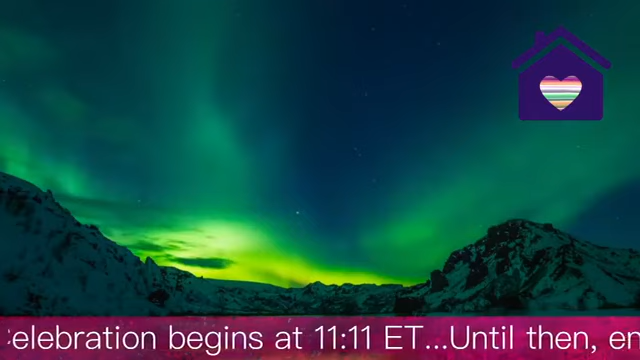 elebration begins at 11:11 ET...Until then, en